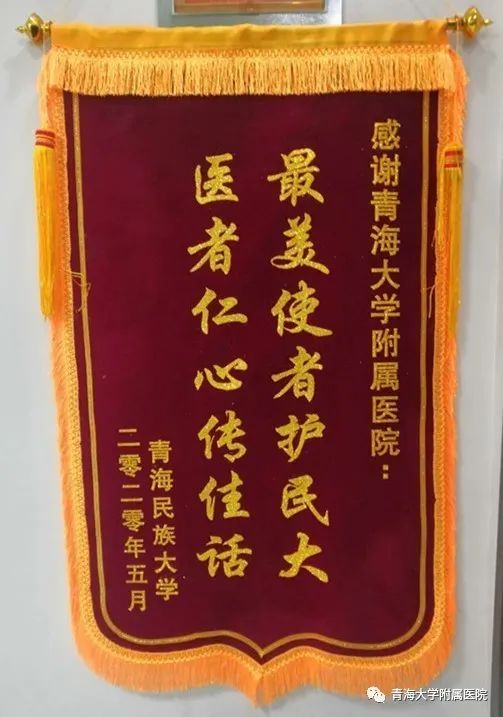 感谢青海大学附属医院：
最美使者护民大
医者仁心传佳话
青海民族大学
二零二零年五月
青海大学附属医院